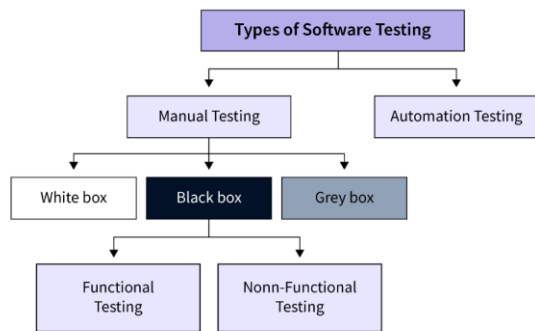 Types of Software Testing
Manual Testing
Automation Testing
White box
Black box
Grey box
Functional
Testing
Nonn-Functional
Testing